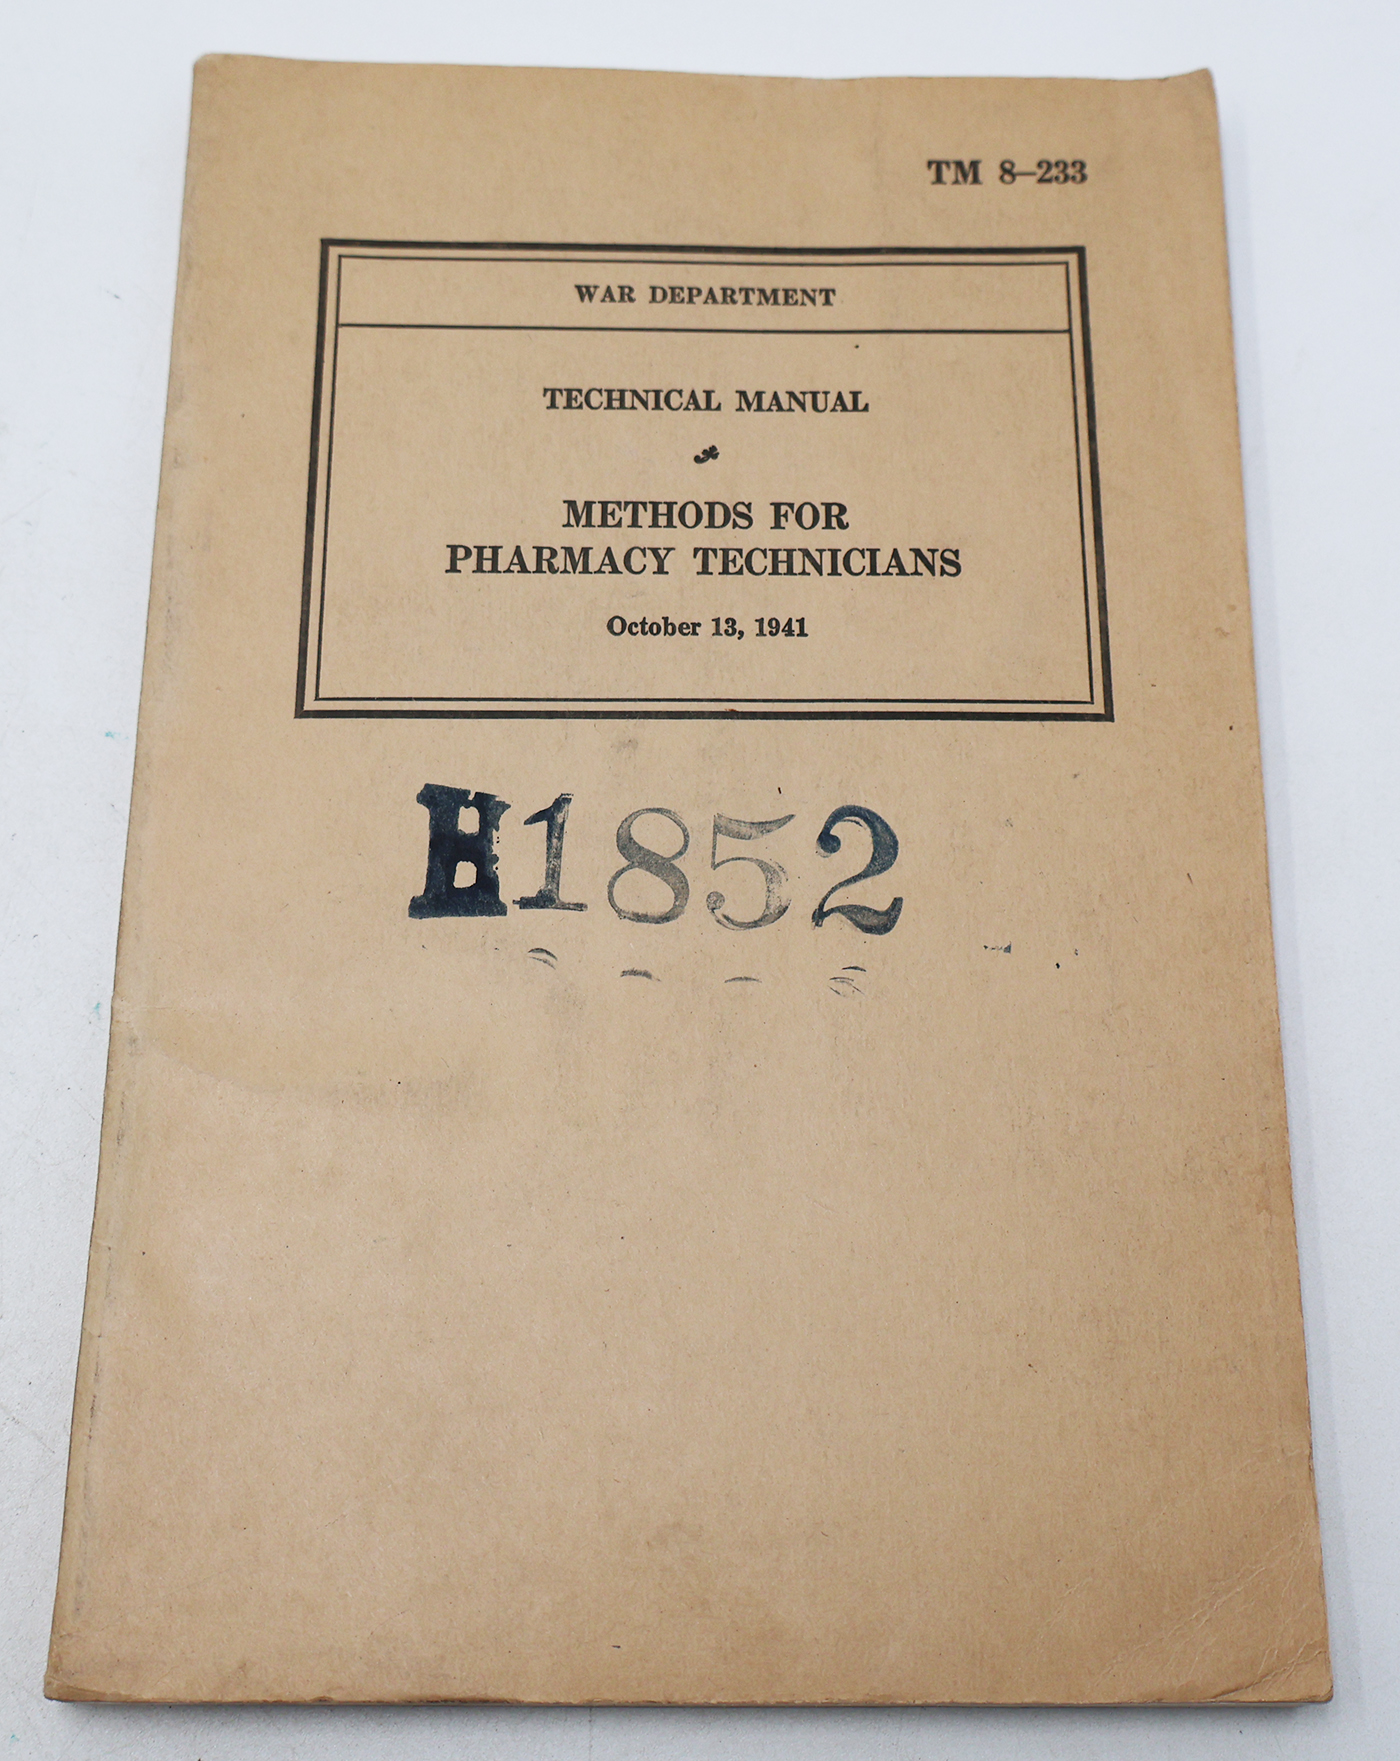 TM 8–233
WAR DEPARTMENT
TECHNICAL MANUAL
METHODS FOR
PHARMACY TECHNICIANS
October 13, 1941
H1852